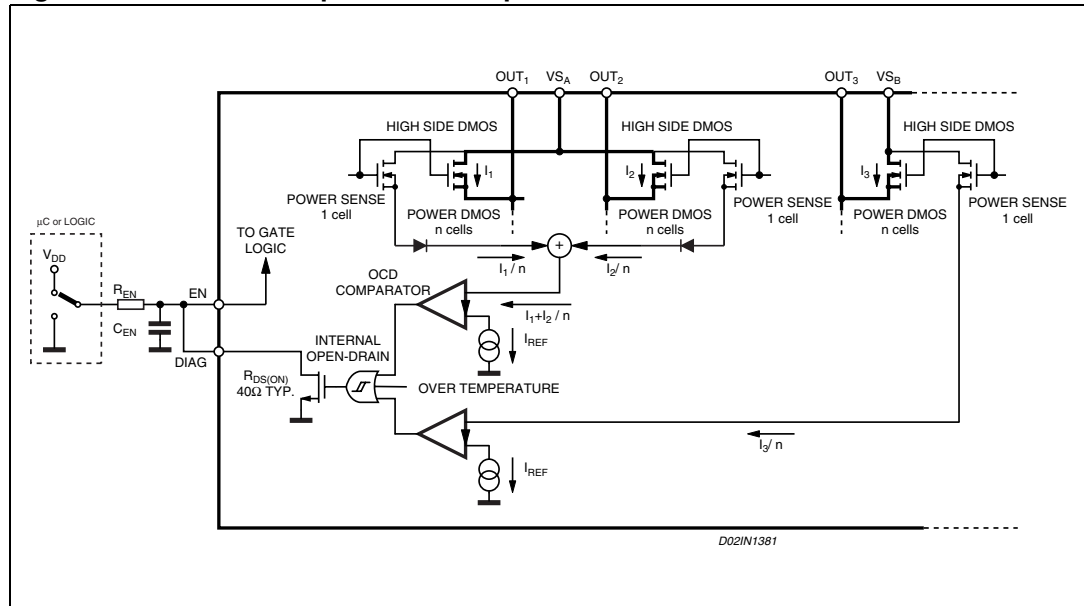 OUT1 VSA OUT2 OUT3 VSB
HIGH SIDE DMOS HIGH SIDE DMOS HIGH SIDE DMOS
I1 I2 I3
POWER SENSE
1 cell
POWER DMOS
n cells
POWER DMOS
n cells
POWER SENSE
1 cell
POWER DMOS
n cells
POWER SENSE
1 cell
μC or LOGIC
VDD
REN
CEN
EN
DIAG
TO GATE
LOGIC
+
I1 / n
I2/ n
OCD
COMPARATOR
I1+I2 / n
IREF
INTERNAL
OPEN-DRAIN
RDS(ON)
40Ω TYP.
OVER TEMPERATURE
I3/ n
IREF
D02IN1381